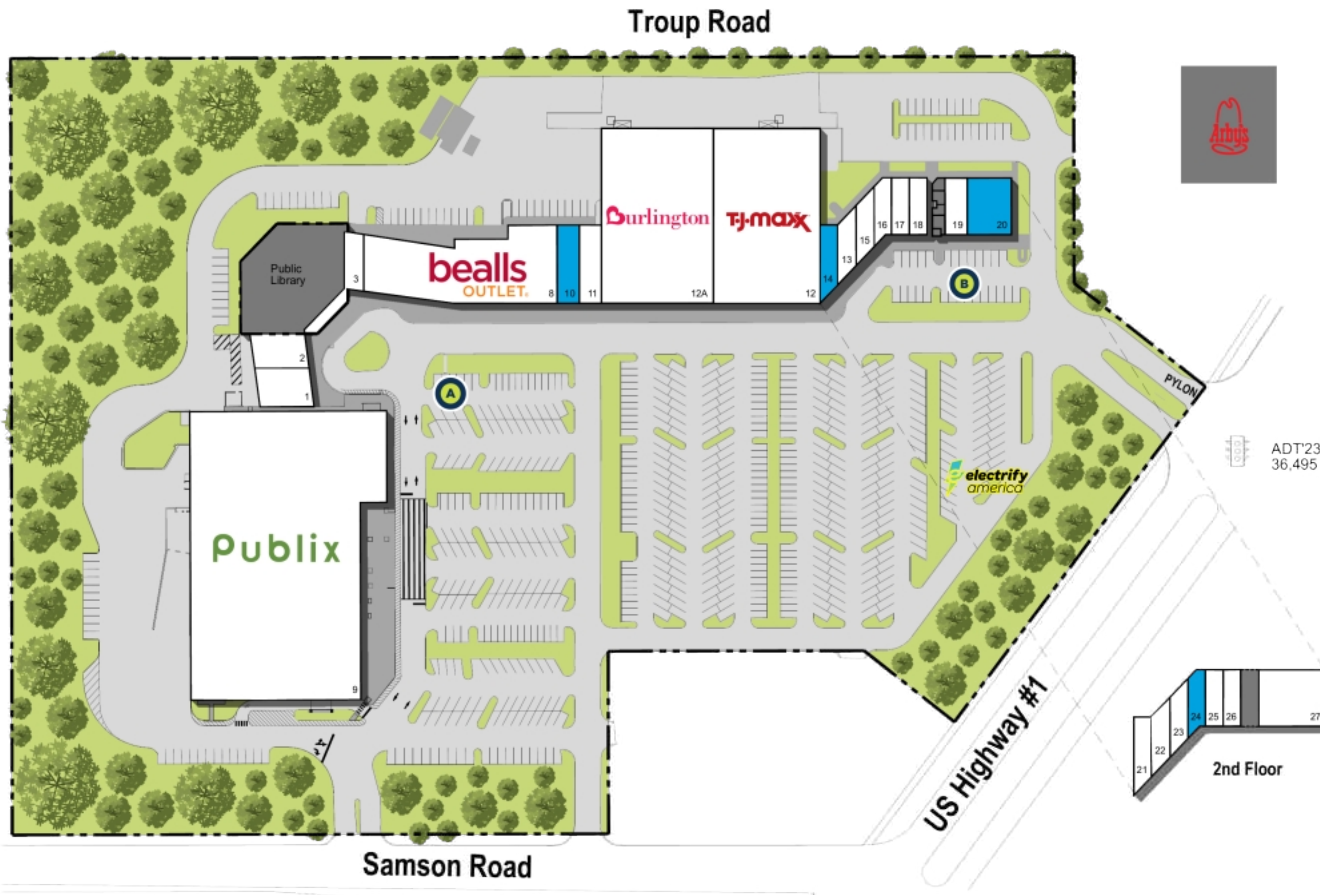 Troup Road
Arby's
Public
Library
3
bealls
OUTLET
8
10
11
Burlington
12A
T·J·maxx
12
14
13
15
16
17
18
19
20
B
2
1
A
PYLON
ADT'23
36,495
electrify
america
Publix
9
US Highway #1
21
22
23
24
25
26
27
2nd Floor
Samson Road